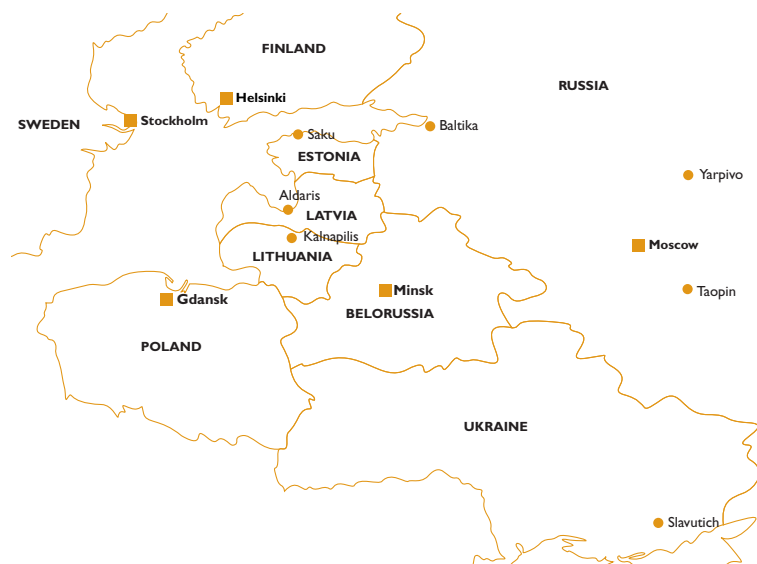 FINLAND
RUSSIA
Helsinki
SWEDEN
Stockholm
Baltika
Saku
ESTONIA
Yarpivo
Aldaris
LATVIA
Kalnapilis
Moscow
LITHUANIA
Minsk
Taopin
Gdansk
BELORUSSIA
POLAND
UKRAINE
Slavutich